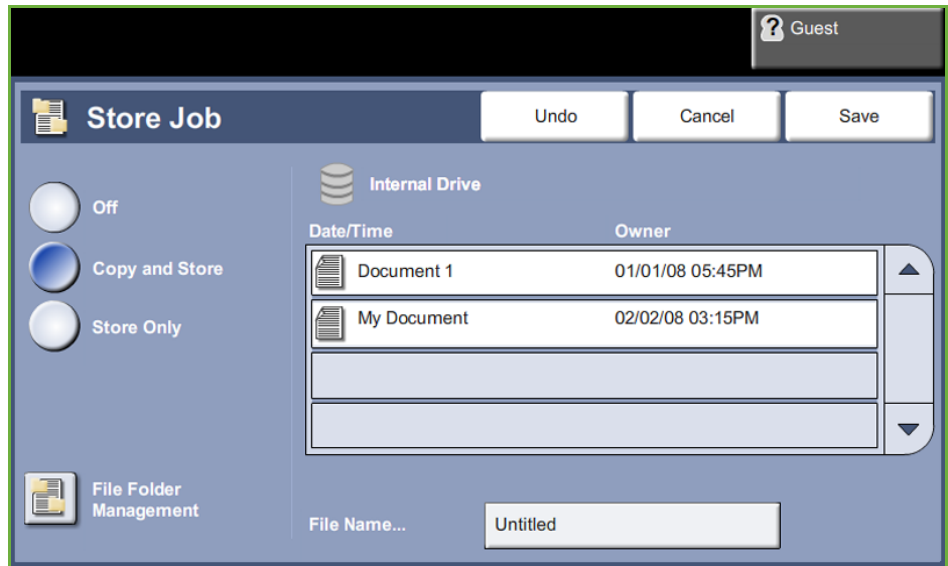 Guest
Store Job
Undo
Cancel
Save
Off
Copy and Store
Store Only
File Folder
Management
Internal Drive
Date/Time Owner
Document 1 01/01/08 05:45PM
My Document 02/02/08 03:15PM
File Name... Untitled